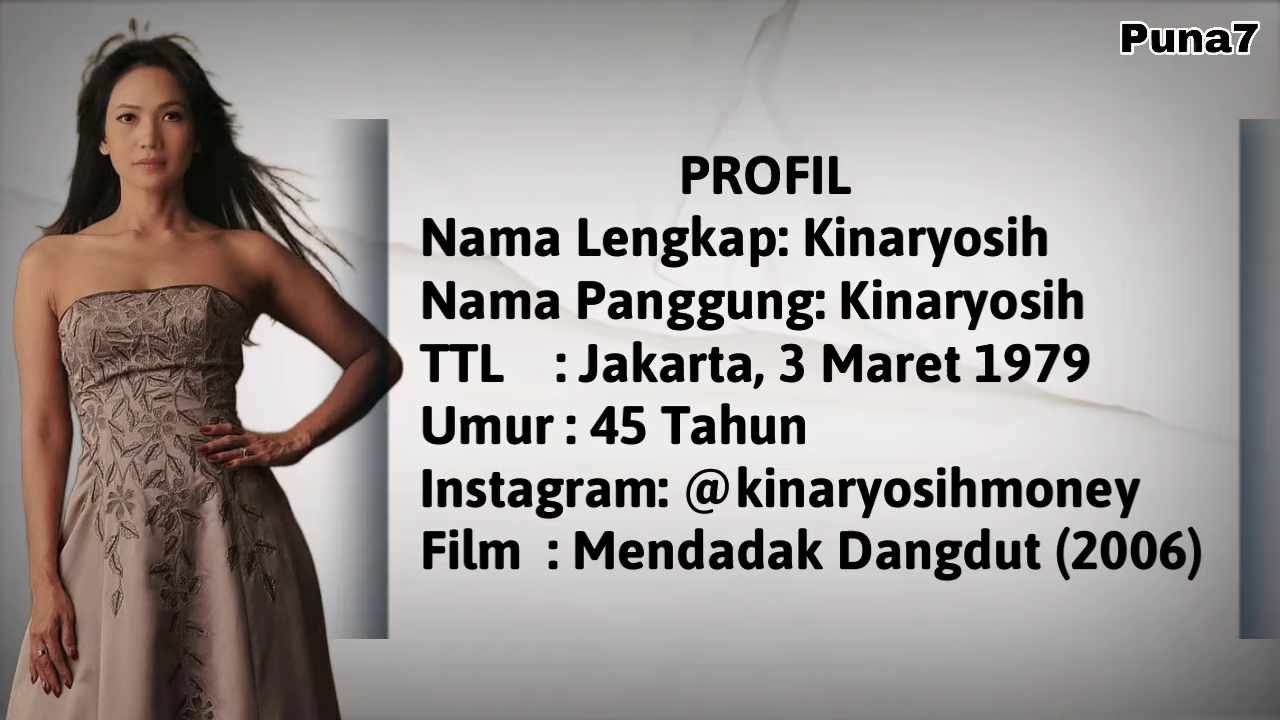 Puna7
PROFIL
Nama Lengkap: Kinaryosih
Nama Panggung: Kinaryosih
TTL : Jakarta, 3 Maret 1979
Umur : 45 Tahun
Instagram: @kinaryosihmoney
Film : Mendadak Dangdut (2006)